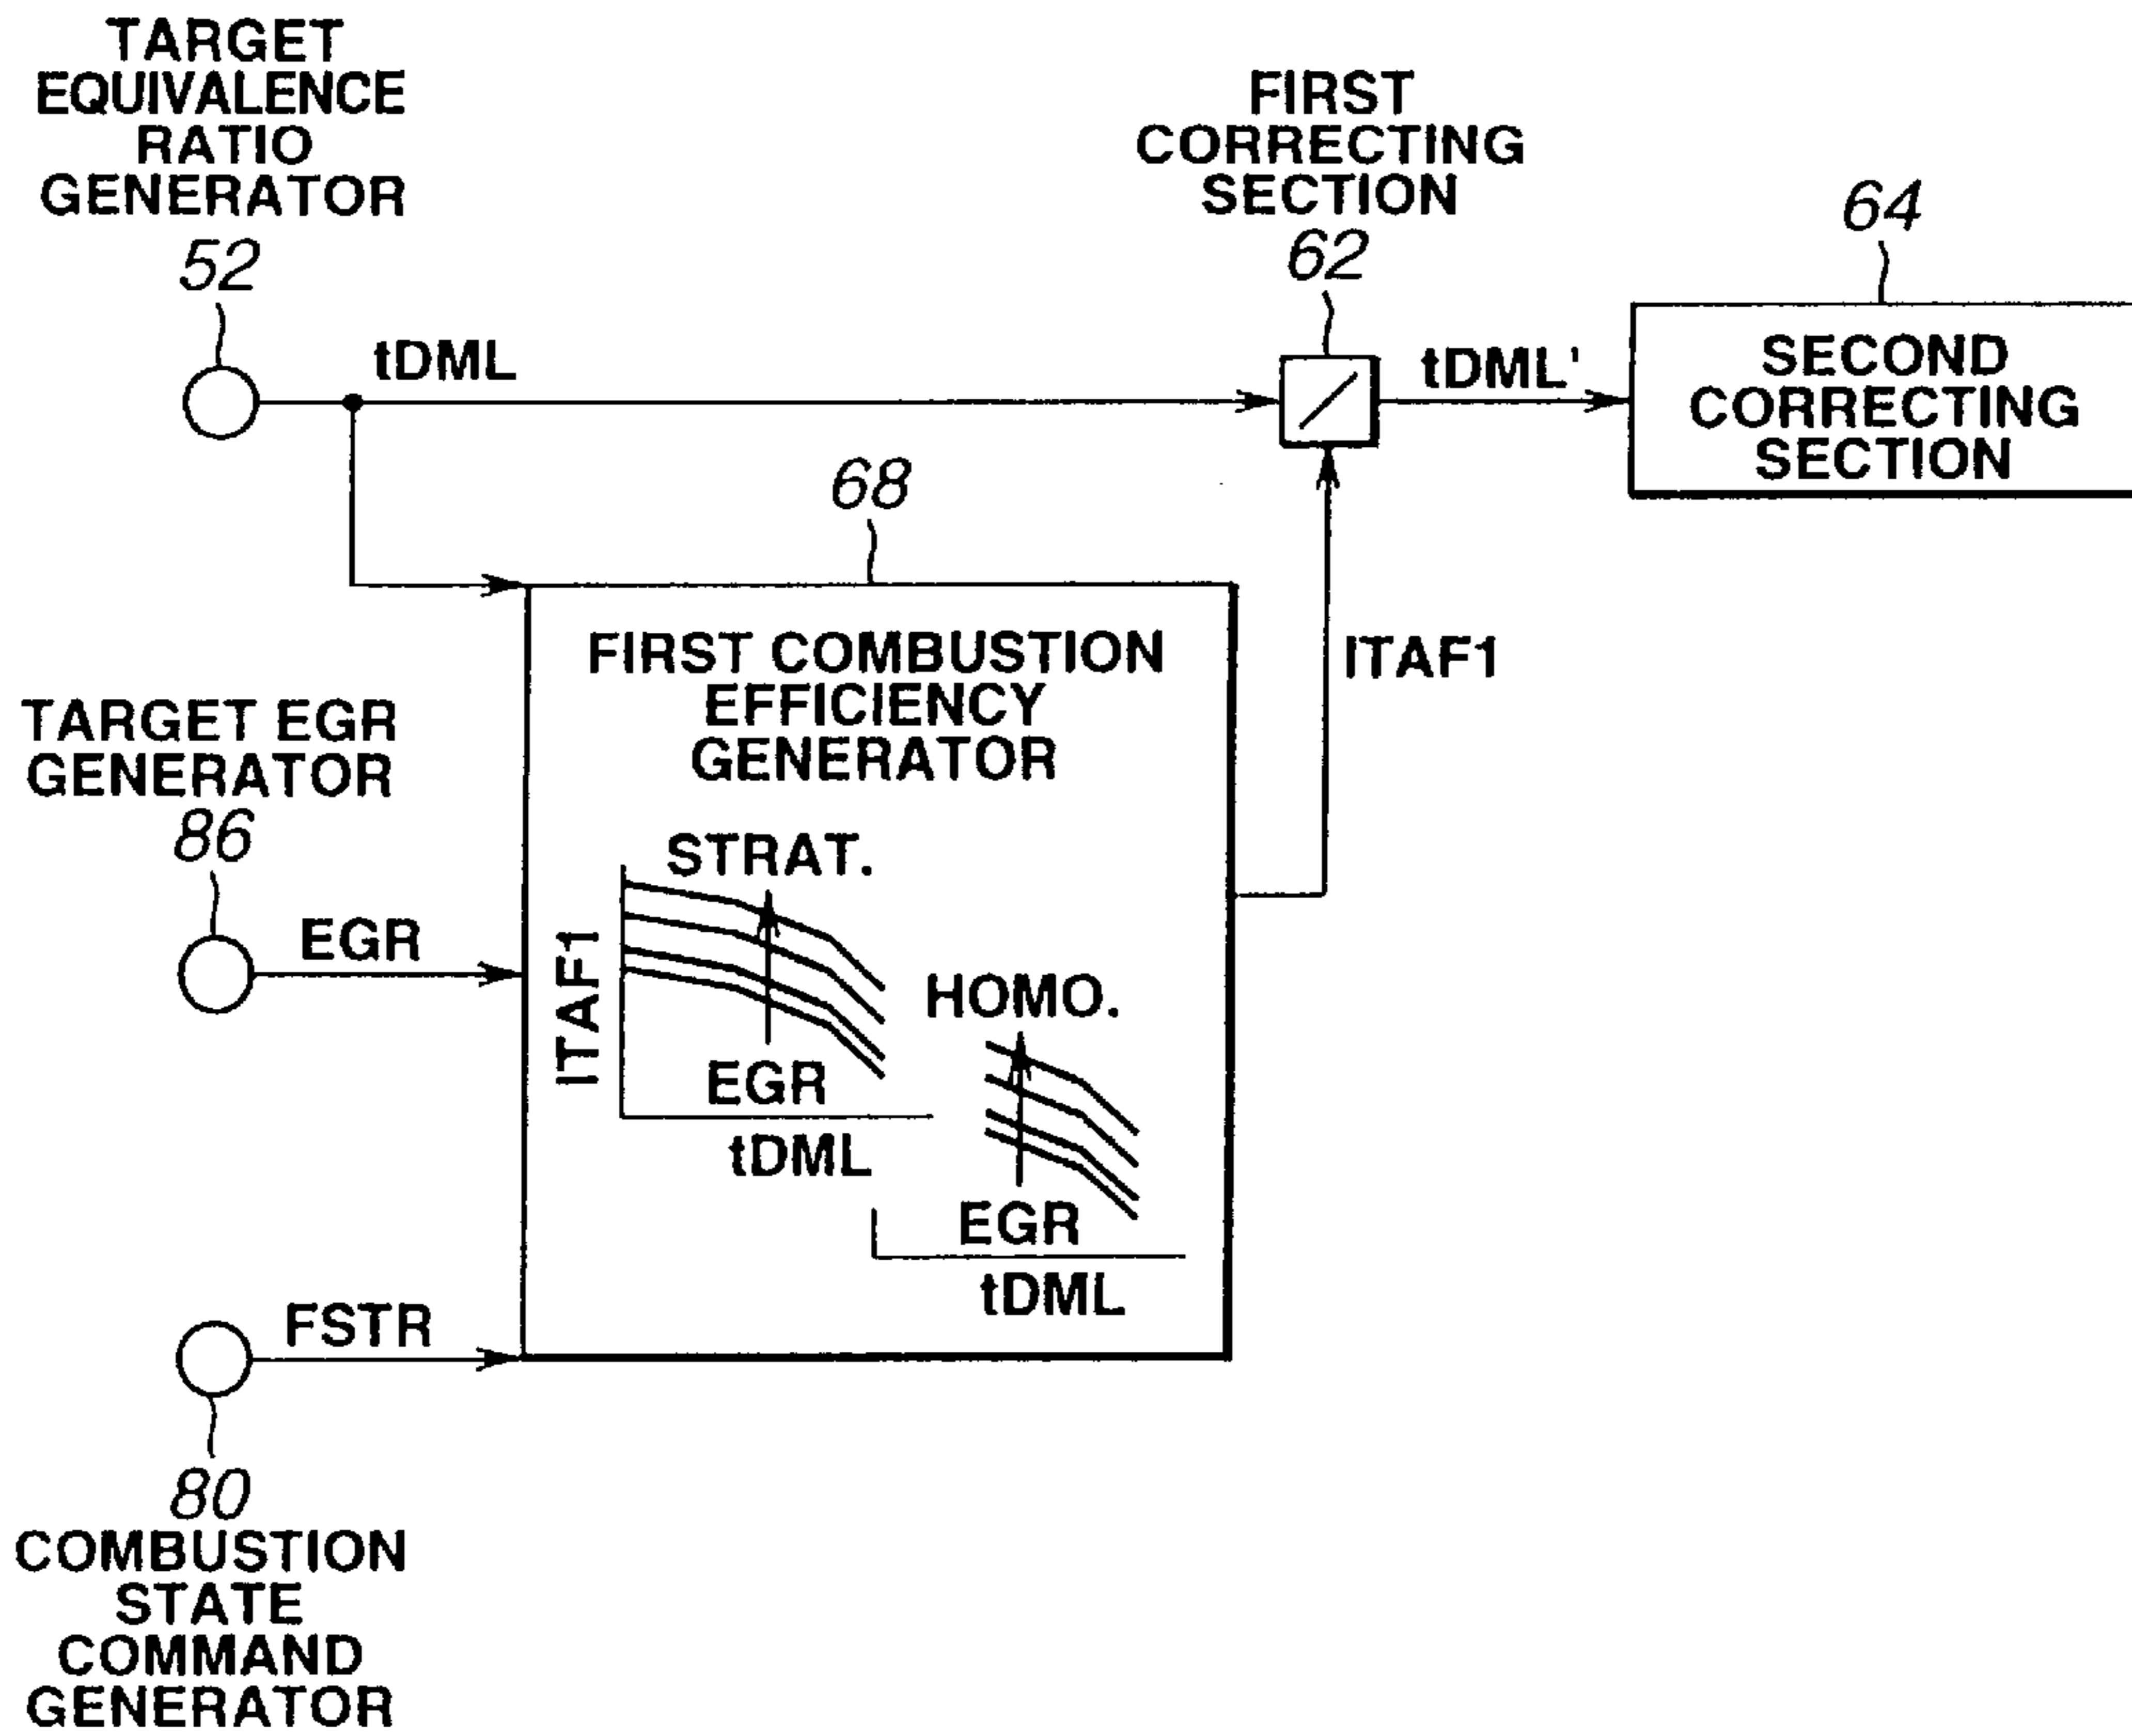 TARGET
EQUIVALENCE
RATIO
GENERATOR
52
tDML
FIRST
CORRECTING
SECTION
62
tDML'
64
SECOND
CORRECTING
SECTION
68
FIRST COMBUSTION
EFFICIENCY
GENERATOR
ITAF1
TARGET EGR
GENERATOR
86
EGR
STRAT.
ITAF1
EGR
tDML
HOMO.
EGR
tDML
FSTR
80
COMBUSTION
STATE
COMMAND
GENERATOR